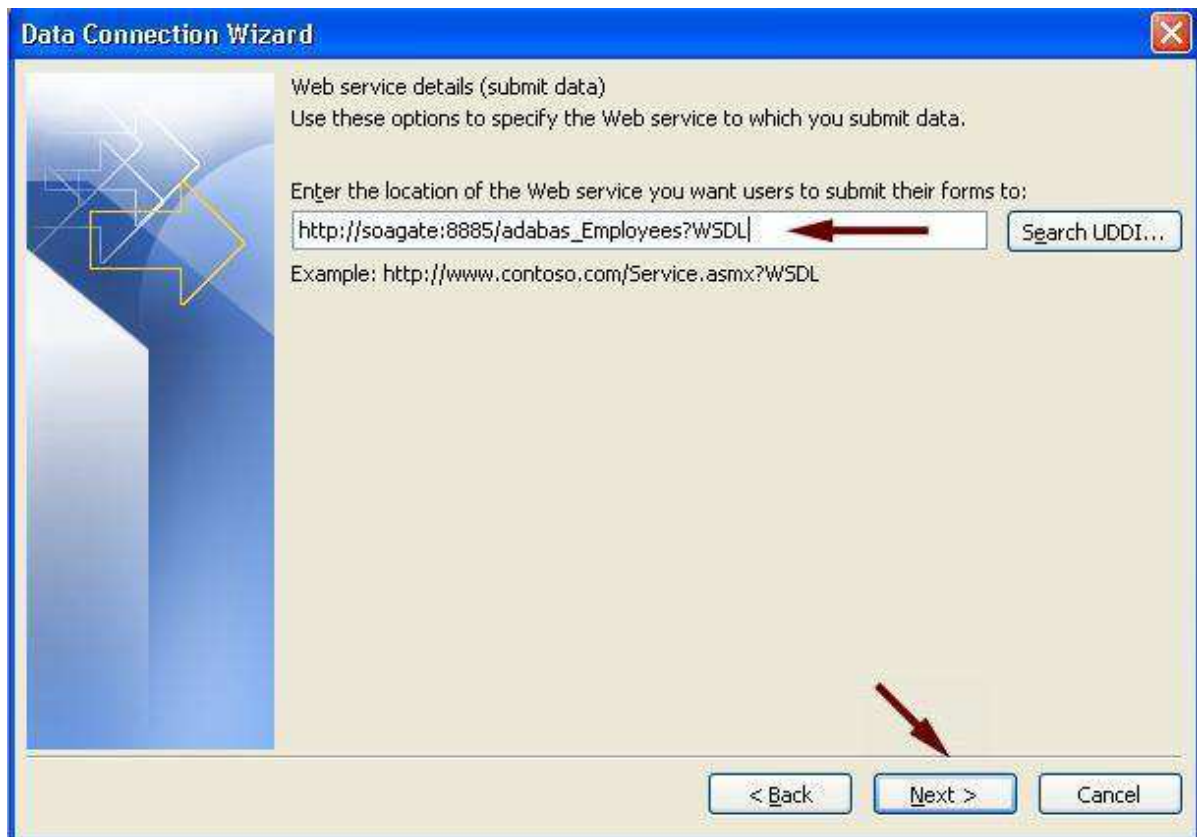 Data Connection Wizard
Web service details (submit data)
Use these options to specify the Web service to which you submit data.
Enter the location of the Web service you want users to submit their forms to:
http://soagate:8885/adabas_Employees?WSDL
Search UDDI...
Example: http://www.contoso.com/Service.asmx?WSDL
< Back
Next >
Cancel